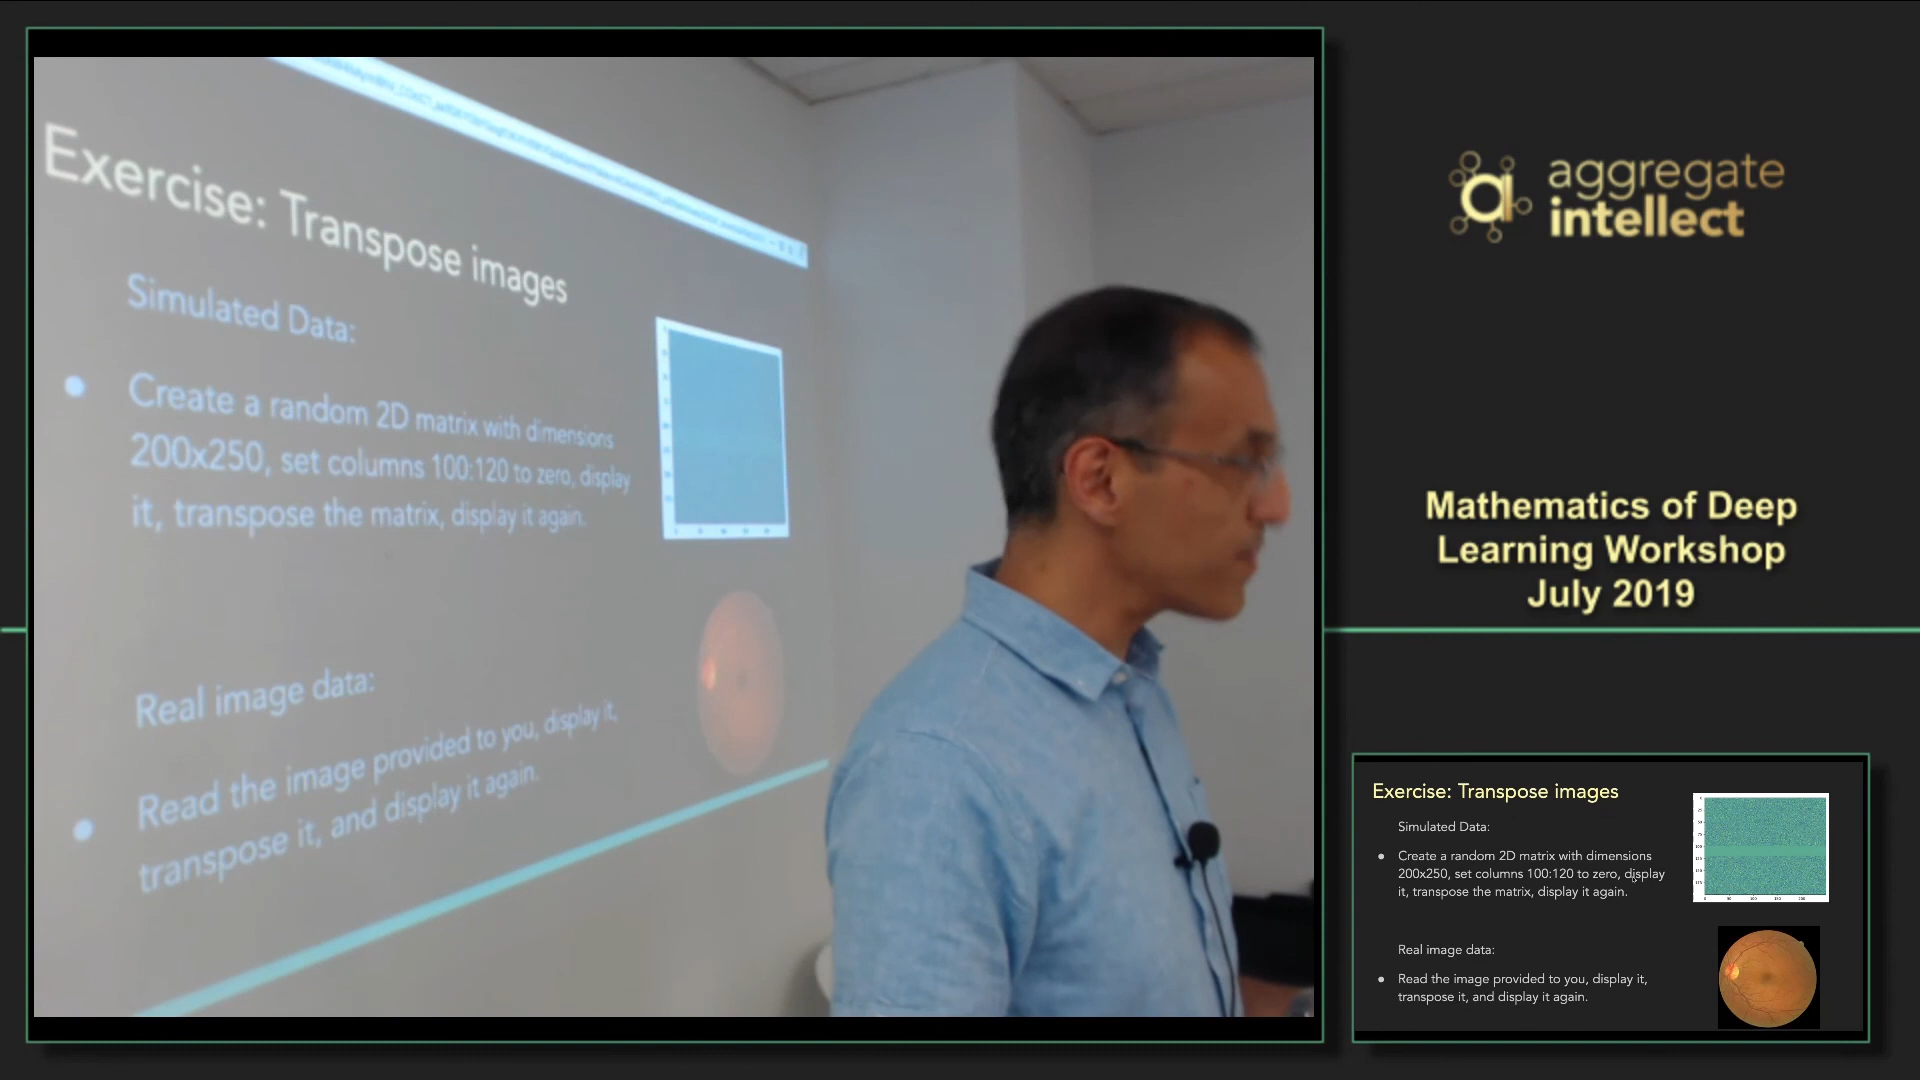 Exercise: Transpose images
Simulated Data:
Create a random 2D matrix with dimensions
200x250, set columns 100:120 to zero, display
it, transpose the matrix, display it again.
Real image data:
Read the image provided to you, display it,
transpose it, and display it again.
aggregate
intellect
Mathematics of Deep
Learning Workshop
July 2019
Exercise: Transpose images
Simulated Data:
Create a random 2D matrix with dimensions
200x250, set columns 100:120 to zero, display
it, transpose the matrix, display it again.
Real image data:
Read the image provided to you, display it,
transpose it, and display it again.